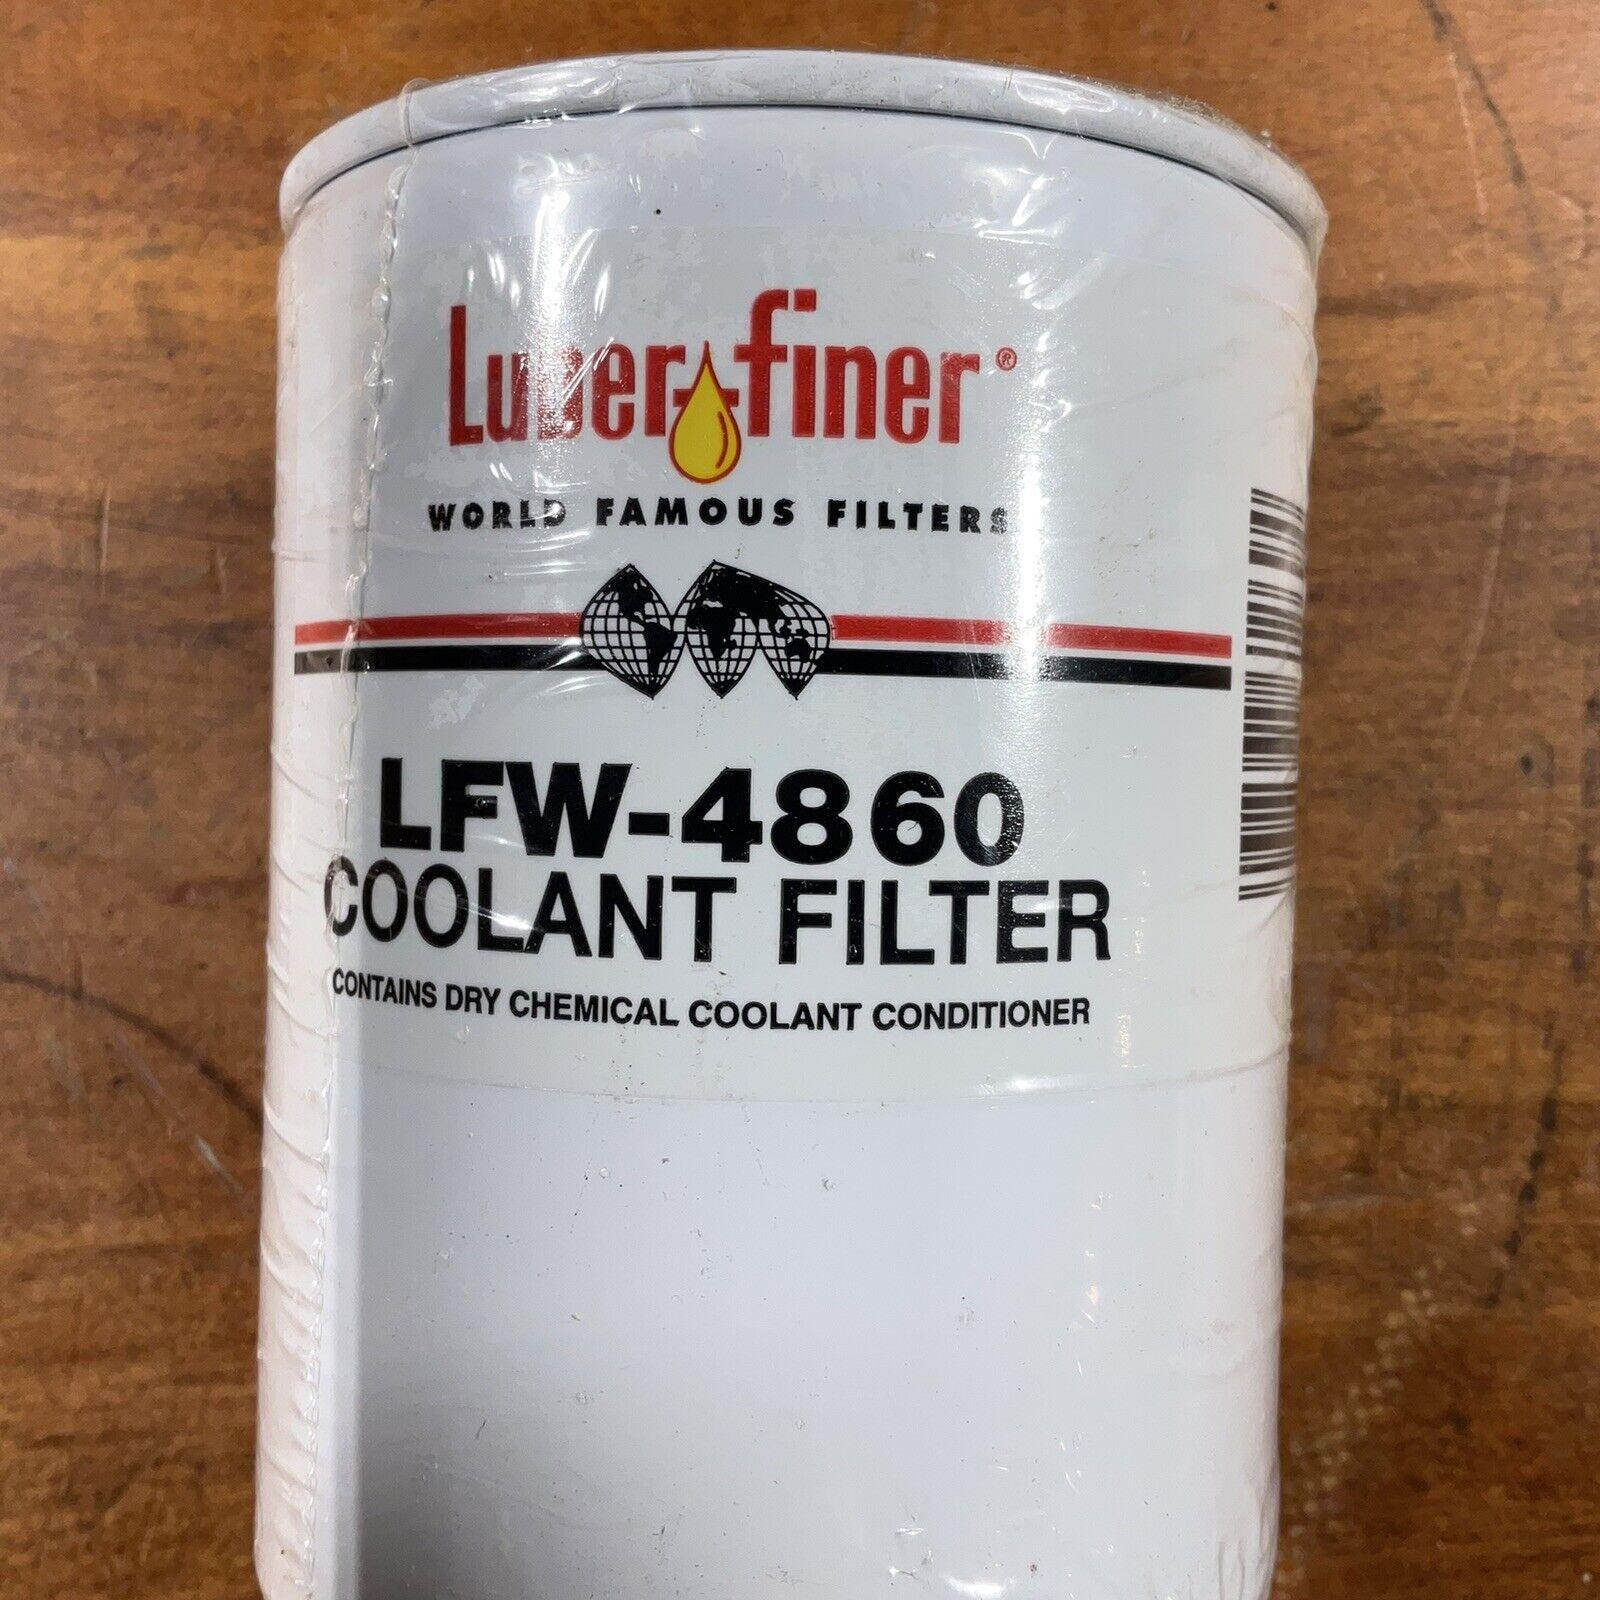 Luber-finer®
WORLD FAMOUS FILTERS
LFW-4860
COOLANT FILTER
CONTAINS DRY CHEMICAL COOLANT CONDITIONER